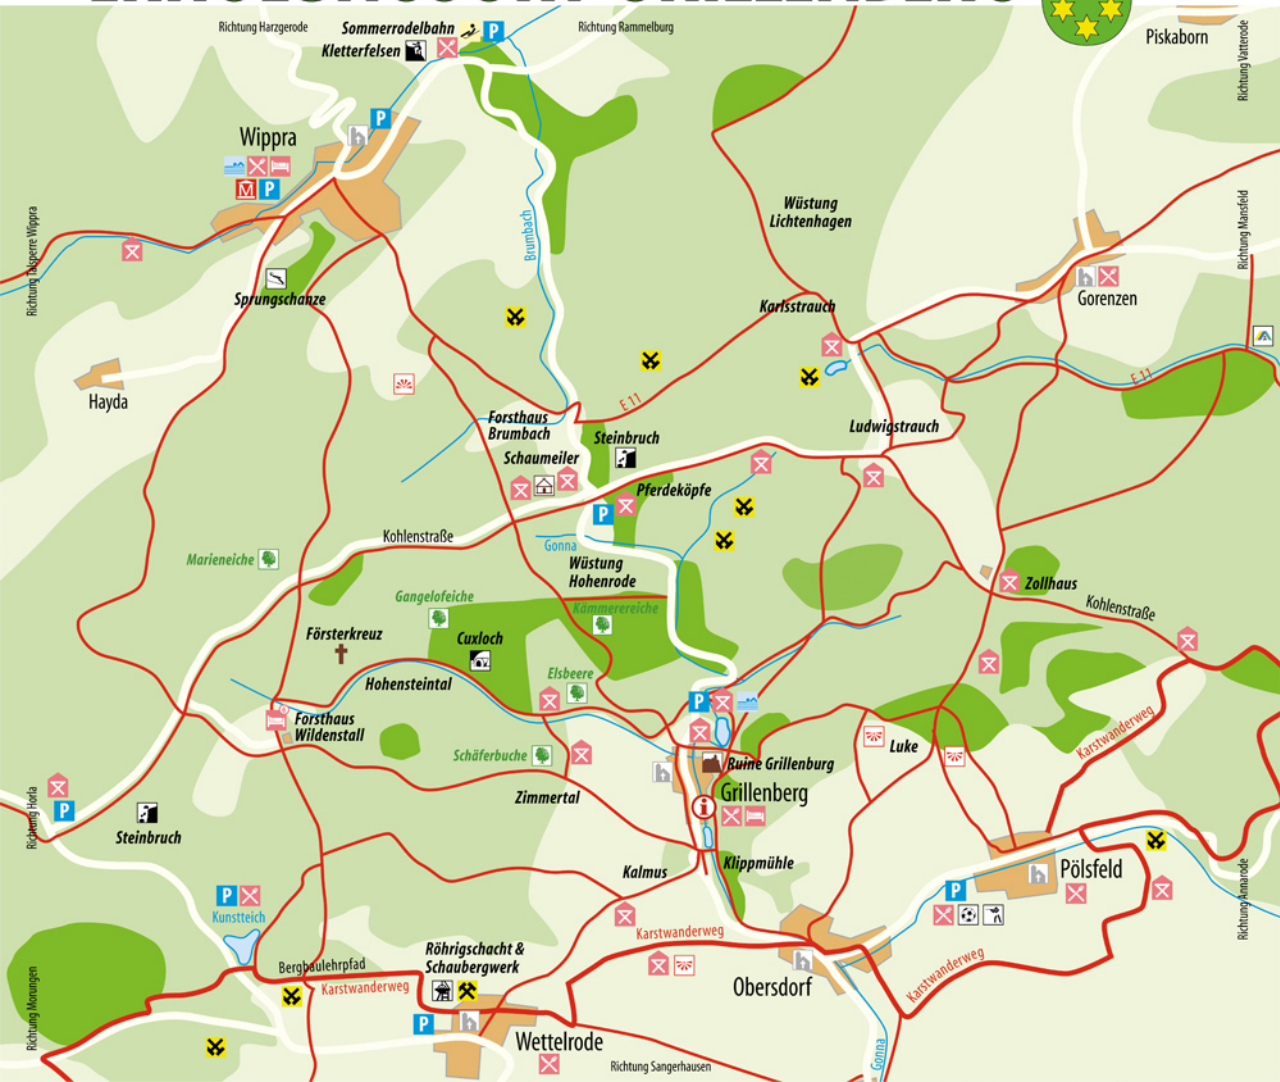 Richtung Harzgerode
Sommerrodelbahn
P
Richtung Rammelburg
Kletterfelsen
Piskaborn
Richtung Vatterode
P
Wippra
M P
Richtung Talsperre Wippra
Brumbach
Wüstung
Lichtenhagen
Richtung Mansfeld
Sprungschanze
Karlsstrauch
Gorenzen
Hayda
E 11
E 11
Forsthaus
Brumbach
Steinbruch
Ludwigstrauch
Schaumeiler
Pferdeköpfe
P
Kohlenstraße
Gonna
Marieneiche
Wüstung
Hohenrode
Zollhaus
Gangelofeiche
Kämmerereiche
Kohlenstraße
Försterkreuz
Cuxloch
Elsbeere
Hohensteintal
P
Karstwanderweg
Forsthaus
Wildenstall
Schäferbuche
Luke
Ruine Grillenburg
Zimmertal
i
Grillenberg
Richtung Horla
P
Steinbruch
Kalmus
Klippmühle
Pölsfeld
Richtung Annarode
P
P
Kunstteich
Karstwanderweg
Röhrigschacht &
Schaubergwerk
Bergbaulehrpfad
Karstwanderweg
Karstwanderweg
Obersdorf
Richtung Morungen
P
Wettelrode
Gonna
Richtung Sangerhausen